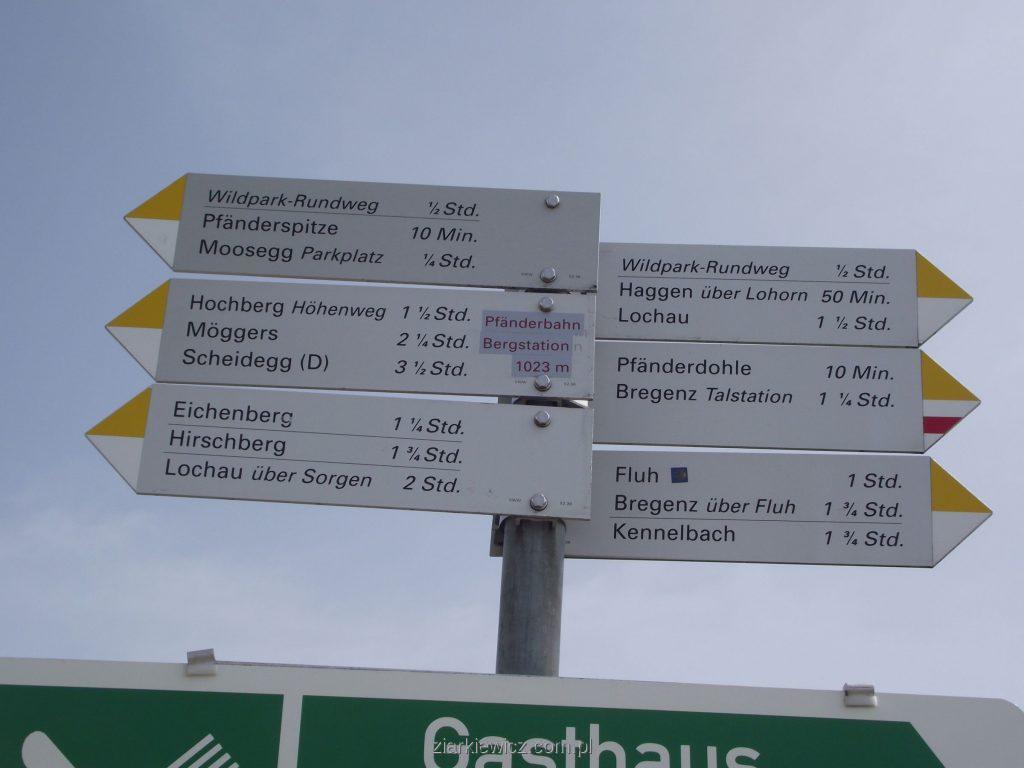 Wildpark-Rundweg ½ Std.
Pfänderspitze 10 Min.
Moosegg Parkplatz ¼ Std.
Hochberg Höhenweg 1 ½ Std.
Möggers 2 ¼ Std.
Scheidegg (D) 3 ½ Std.
Pfänderbahn
Bergstation
1023 m
Eichenberg 1 ¼ Std.
Hirschberg 1 ¾ Std.
Lochau über Sorgen 2 Std.
Wildpark-Rundweg ½ Std.
Haggen über Lohorn 50 Min.
Lochau 1 ½ Std.
Pfänderdohle 10 Min.
Bregenz Talstation 1 ¼ Std.
Fluh 1 Std.
Bregenz über Fluh 1 ¾ Std.
Kennelbach 1 ¾ Std.
Gasthaus
ziarkiewicz.com.pl